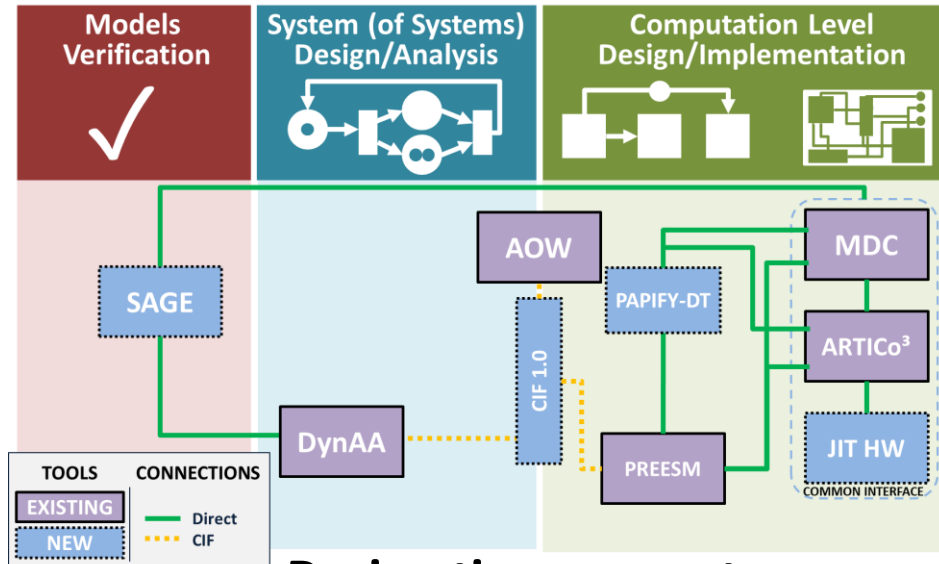 Models
Verification
System (of Systems)
Design/Analysis
Computation Level
Design/Implementation
AOW
MDC
SAGE
PAPIFY-DT
CIF 1.0
ARTICo³
DynAA
PREESM
JIT HW
COMMON INTERFACE
TOOLS
CONNECTIONS
EXISTING
NEW
Direct
CIF